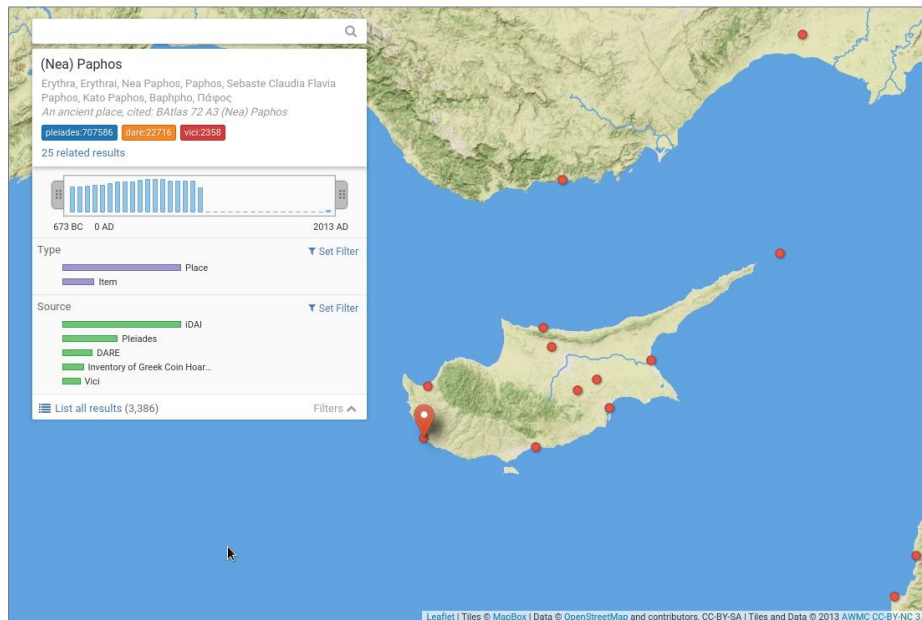 (Nea) Paphos
Erythra, Erythrai, Nea Paphos, Paphos, Sebaste Claudia Flavia
Paphos, Kato Paphos, Baphpho, Πάφος
An ancient place, cited: BAtlas 72 A3 (Nea) Paphos
pleiades:707586 dare:22716 vici:2358
25 related results
673 BC 0 AD 2013 AD
Type Set Filter
Place
Item
Source Set Filter
iDAI
Pleiades
DARE
Inventory of Greek Coin Hoar...
Vici
List all results (3,386) Filters
Leaflet | Tiles © MapBox | Data © OpenStreetMap and contributors, CC-BY-SA | Tiles and Data © 2013 AWMC CC-BY-NC 3